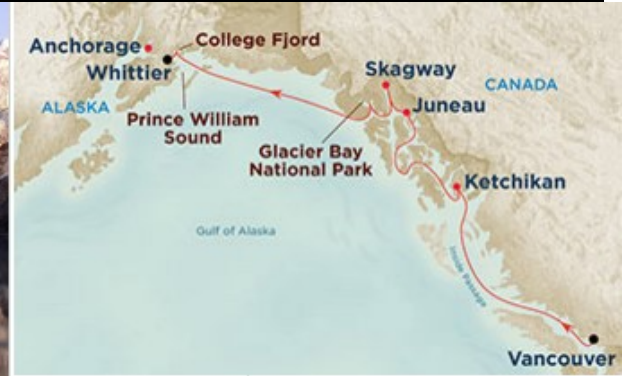 Anchorage
College Fjord
Whittier
Skagway
CANADA
ALASKA
Juneau
Prince William
Sound
Glacier Bay
National Park
Ketchikan
Gulf of Alaska
Inside Passage
Vancouver